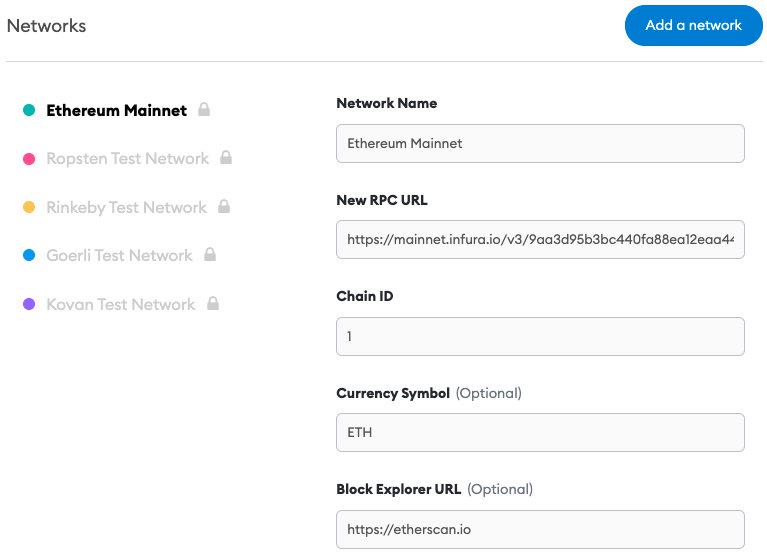 Networks
Add a network
Ethereum Mainnet
Ropsten Test Network
Rinkeby Test Network
Goerli Test Network
Kovan Test Network
Network Name
Ethereum Mainnet
New RPC URL
https://mainnet.infura.io/v3/9aa3d95b3bc440fa88ea12eaa44
Chain ID
1
Currency Symbol (Optional)
ETH
Block Explorer URL (Optional)
https://etherscan.io